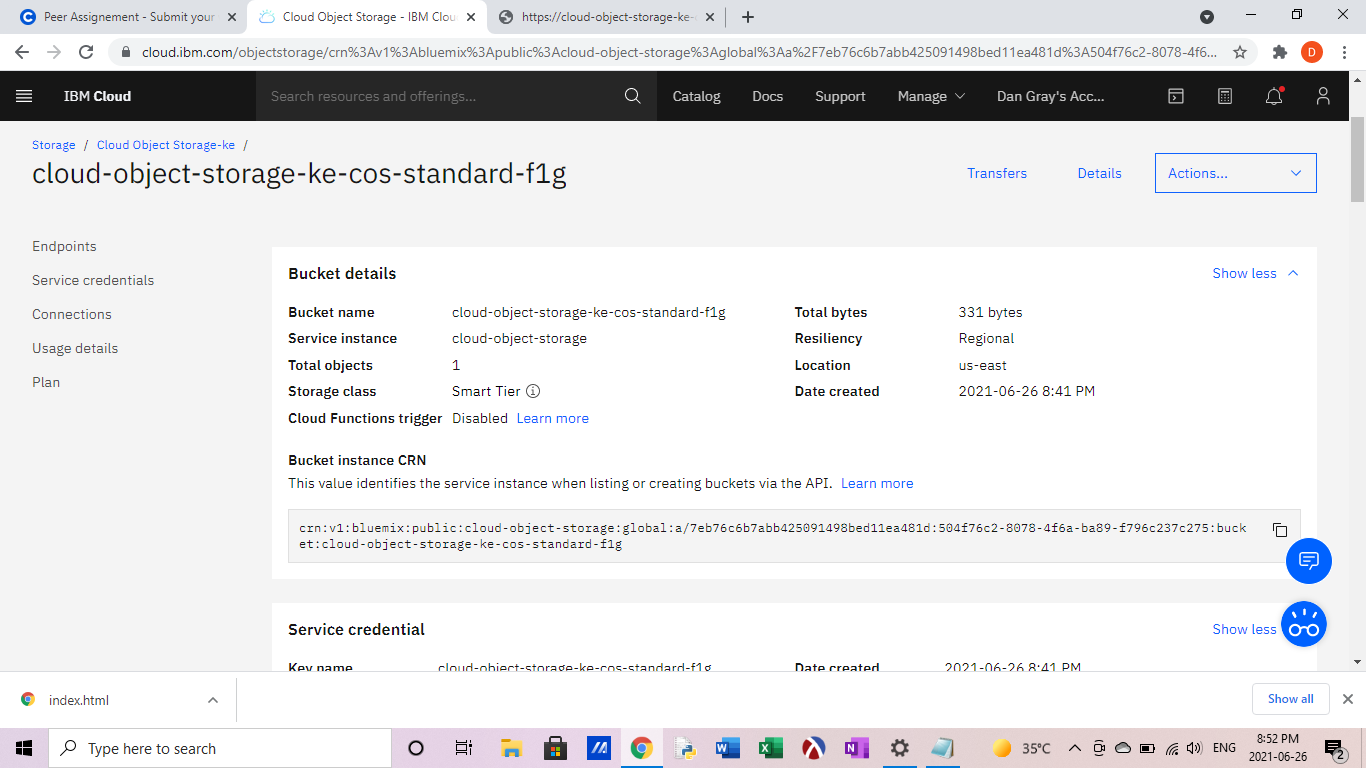 Peer Assignement - Submit your
Cloud Object Storage - IBM Clou
https://cloud-object-storage-ke-
cloud.ibm.com/objectstorage/crn%3Av1%3Abluemix%3Apublic%3Acloud-object-storage%3Aglobal%3Aa%2F7eb76c6b7abb425091498bed11ea481d%3A504f76c2-8078-4f6...
D
IBM Cloud
Search resources and offerings...
Catalog
Docs
Support
Manage
Dan Gray's Acc...
Storage / Cloud Object Storage-ke /
cloud-object-storage-ke-cos-standard-f1g
Transfers
Details
Actions...
Endpoints
Service credentials
Connections
Usage details
Plan
Bucket details
Show less
Bucket name cloud-object-storage-ke-cos-standard-f1g
Total bytes 331 bytes
Service instance cloud-object-storage
Resiliency Regional
Total objects 1
Location us-east
Storage class Smart Tier
Date created 2021-06-26 8:41 PM
Cloud Functions trigger Disabled Learn more
Bucket instance CRN
This value identifies the service instance when listing or creating buckets via the API. Learn more
crn:v1:bluemix:public:cloud-object-storage:global:a/7eb76c6b7abb425091498bed11ea481d:504f76c2-8078-4f6a-ba89-f796c237c275:buck
et:cloud-object-storage-ke-cos-standard-f1g
Service credential
Show less
Key name cloud-object-storage-ke-cos-standard-f1g
Date created 2021-06-26 8:41 PM
index.html
Show all
Type here to search
35°C
ENG
8:52 PM
2021-06-26
2